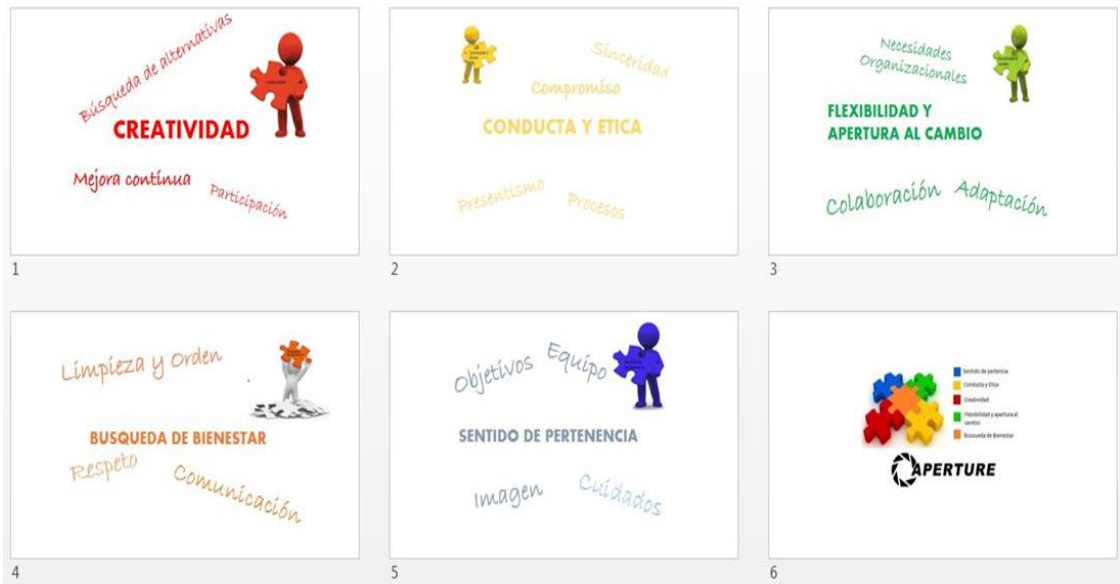 Búsqueda de alternativas
CREATIVIDAD
Mejora contínua
Participación
1
Sinceridad
Compromiso
CONDUCTA Y ETICA
Presentismo
Procesos
2
Necesidades
Organizacionales
FLEXIBILIDAD Y
APERTURA AL CAMBIO
Colaboración
Adaptación
3
Limpieza y Orden
BUSQUEDA DE BIENESTAR
Respeto
Comunicación
4
Objetivos
Equipo
SENTIDO DE PERTENENCIA
Imagen
Cuidados
5
Sentido de pertencia
Conducta y Etica
Creatividad
Flexibilidad y apertura al
cambio
Búsqueda de Bienestar
APERTURE
6